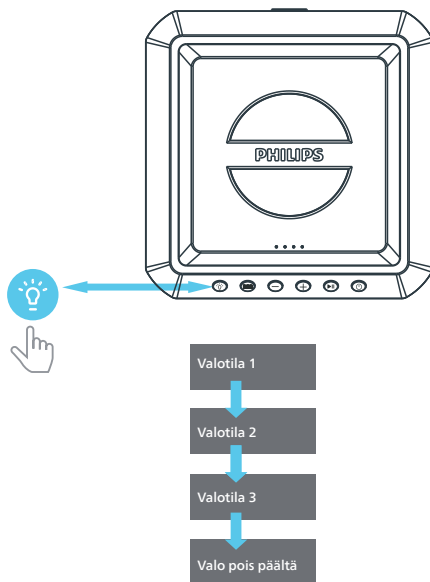 PHILIPS
Valotila 1
Valotila 2
Valotila 3
Valo pois päältä